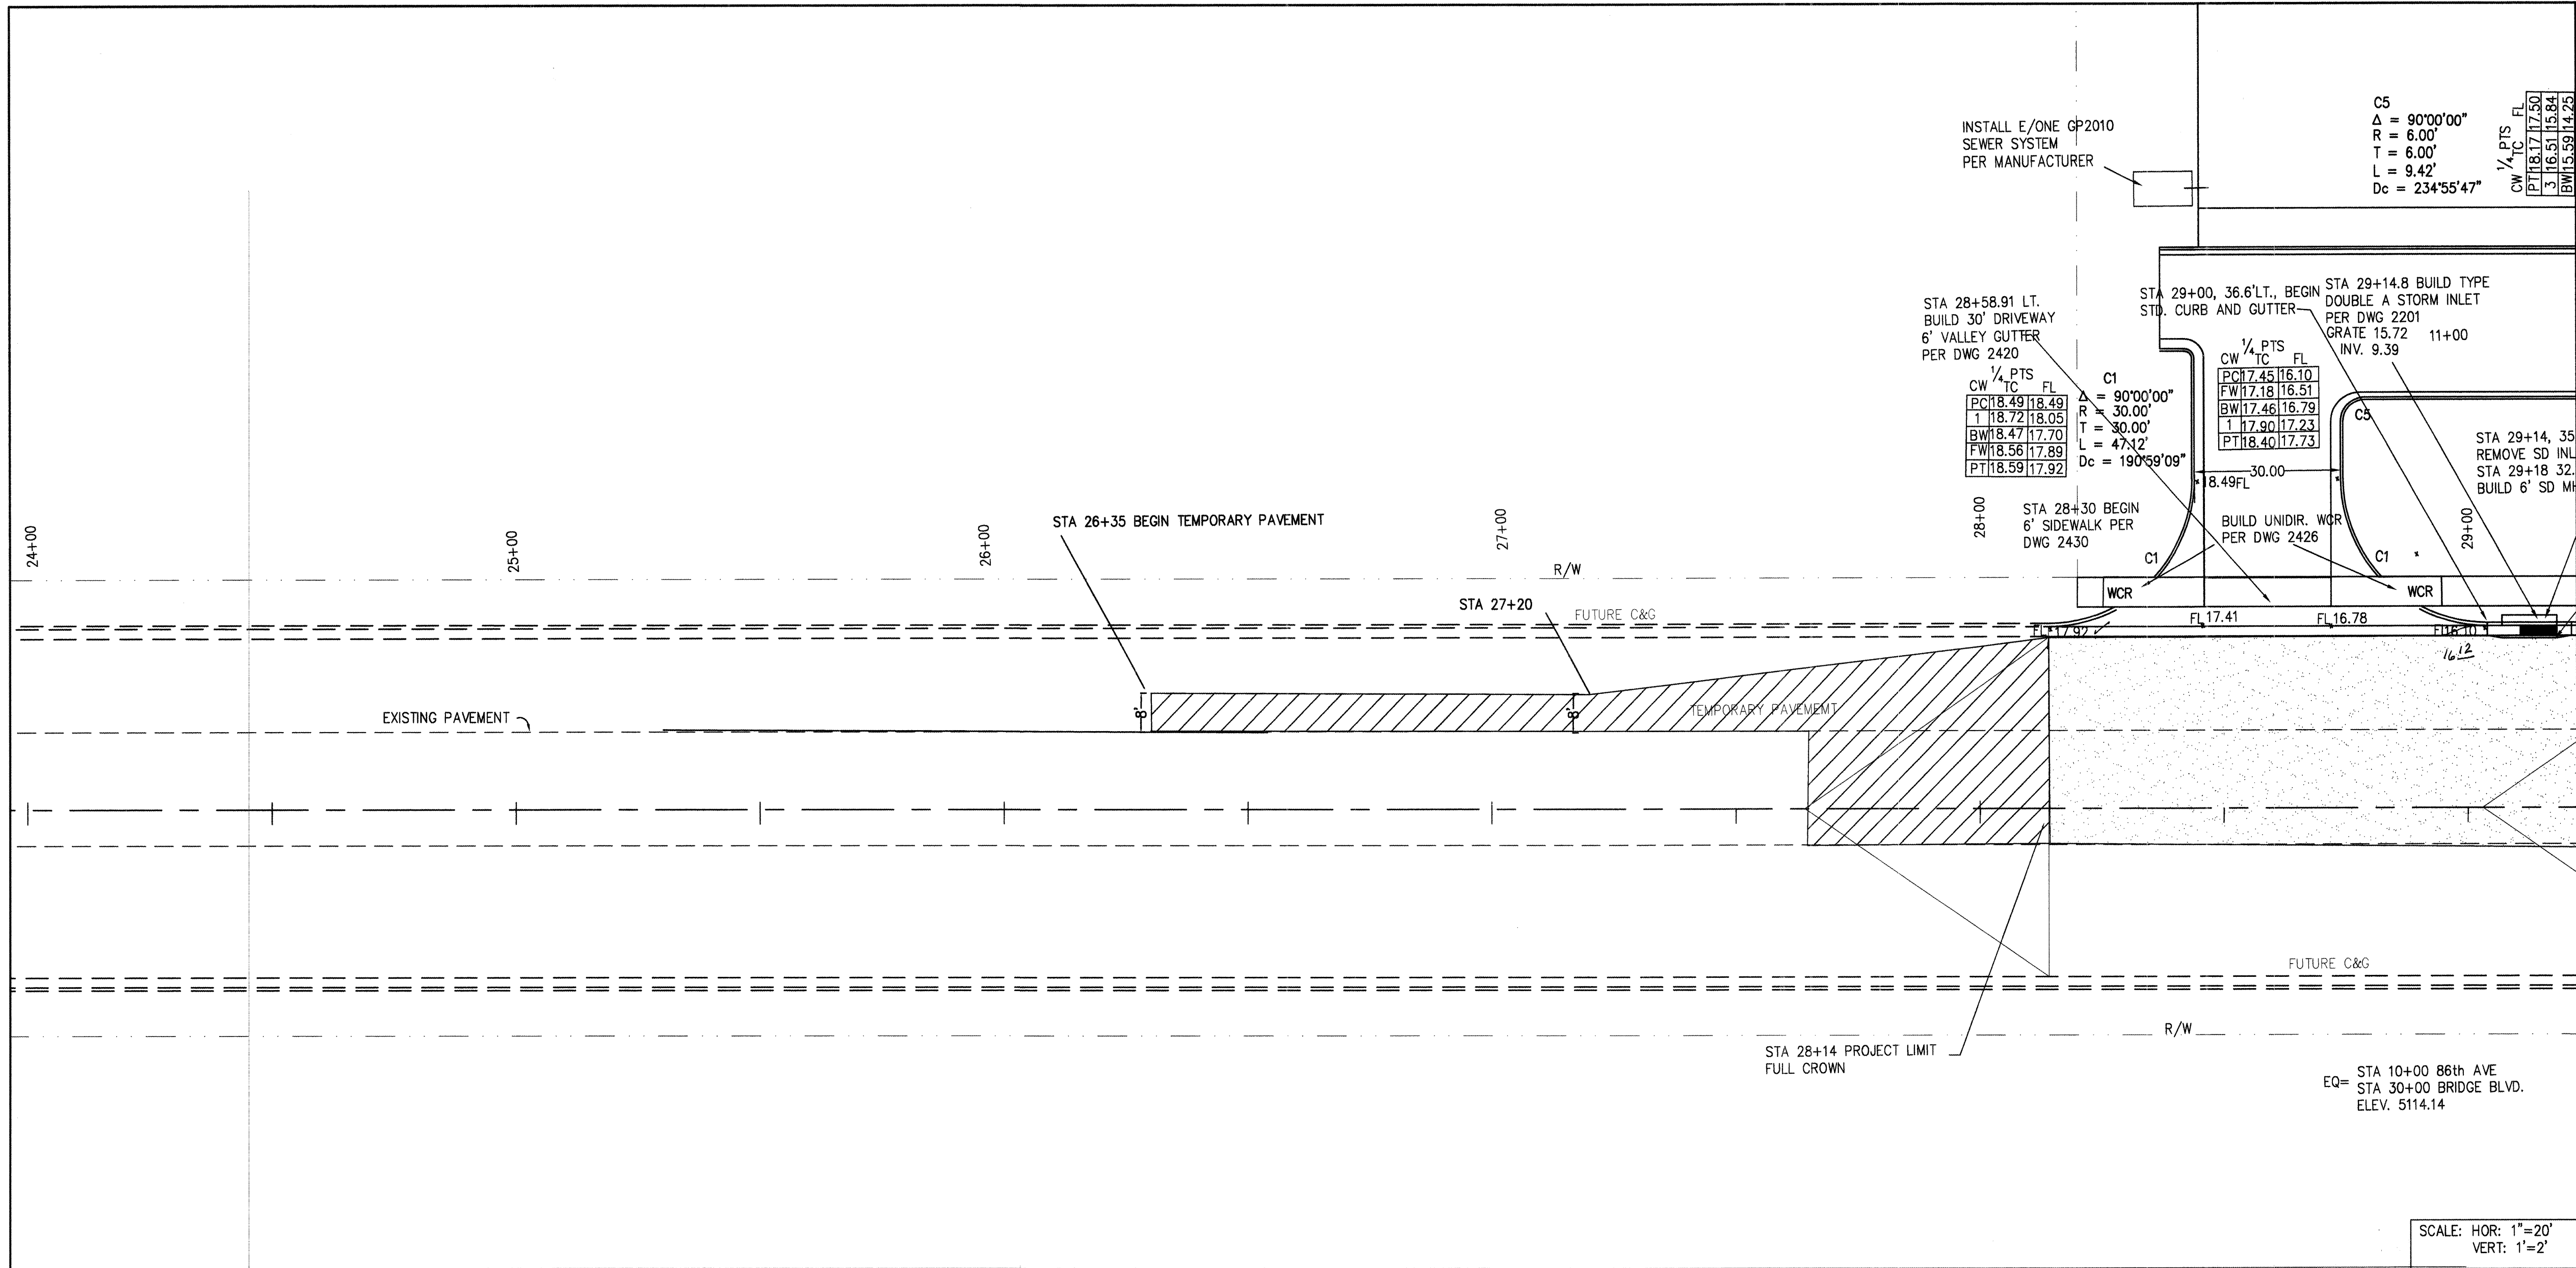 INSTALL E/ONE GP2010
SEWER SYSTEM
PER MANUFACTURER
C5
Δ = 90°00'00"
R = 6.00'
T = 6.00'
L = 9.42'
Dc = 234°55'47"
1/4 PTS
CW TC FL
PT 18.17 17.50
3 16.51 15.84
BW 15.59 14.25
STA 28+58.91 LT.
BUILD 30' DRIVEWAY
6' VALLEY GUTTER
PER DWG 2420
1/4 PTS
CW TC FL
PC 18.49 18.49
1 18.72 18.05
BW 18.47 17.70
FW 18.56 17.89
PT 18.59 17.92
C1
Δ = 90°00'00"
R = 30.00'
T = 30.00'
L = 47.12'
Dc = 190°59'09"
STA 29+00, 36.6'LT., BEGIN
STD. CURB AND GUTTER
STA 29+14.8 BUILD TYPE
DOUBLE A STORM INLET
PER DWG 2201
GRATE 15.72
INV. 9.39
11+00
1/4 PTS
CW TC FL
PC 17.45 16.10
FW 17.18 16.51
BW 17.46 16.79
1 17.90 17.23
PT 18.40 17.73
C5
STA 29+14, 35
REMOVE SD INL
STA 29+18 32.
BUILD 6' SD MH
30.00
18.49FL
STA 28+30 BEGIN
6' SIDEWALK PER
DWG 2430
BUILD UNIDIR. WCR
PER DWG 2426
C1
C1
24+00
25+00
26+00
27+00
28+00
29+00
STA 26+35 BEGIN TEMPORARY PAVEMENT
R/W
WCR
WCR
STA 27+20
FUTURE C&G
FL 17.92
FL 17.41
FL 16.78
FL 16.10
16.12
EXISTING PAVEMENT
8'
8'
TEMPORARY PAVEMEMT
FUTURE C&G
R/W
STA 28+14 PROJECT LIMIT
FULL CROWN
EQ= STA 10+00 86th AVE
STA 30+00 BRIDGE BLVD.
ELEV. 5114.14
SCALE: HOR: 1"=20'
VERT: 1'=2'